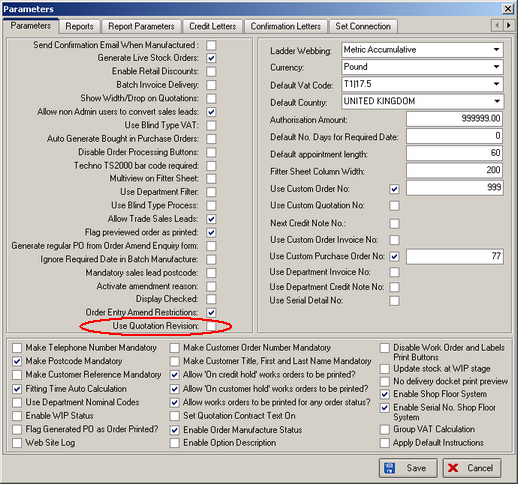 Parameters
Parameters Reports Report Parameters Credit Letters Confirmation Letters Set Connection
Send Confirmation Email When Manufactured :
Generate Live Stock Orders:
Enable Retail Discounts:
Batch Invoice Delivery:
Show Width/Drop on Quotations:
Allow non Admin users to convert sales leads:
Use Blind Type VAT:
Auto Generate Bought in Purchase Orders:
Disable Order Processing Buttons:
Techno TS2000 bar code required:
Multiview on Fitter Sheet:
Use Department Filter:
Use Blind Type Process:
Allow Trade Sales Leads:
Flag previewed order as printed:
Generate regular PO from Order Amend Enquiry form:
Ignore Required Date in Batch Manufacture:
Mandatory sales lead postcode:
Activate amendment reason:
Display Checked:
Order Entry Amend Restrictions:
Use Quotation Revision:
Ladder Webbing: Metric Accumulative
Currency: Pound
Default Vat Code: T1|17.5
Default Country: UNITED KINGDOM
Authorisation Amount: 999999.00
Default No. Days for Required Date: 0
Default appointment length: 60
Fitter Sheet Column Width: 200
Use Custom Order No: 999
Use Custom Quotation No:
Next Credit Note No.:
Use Custom Order Invoice No:
Use Custom Purchase Order No: 77
Use Department Invoice No:
Use Department Credit Note No:
Use Serial Detail No:
Make Telephone Number Mandatory
Make Postcode Mandatory
Make Customer Reference Mandatory
Fitting Time Auto Calculation
Use Department Nominal Codes
Enable WIP Status
Flag Generated PO as Order Printed?
Web Site Log
Make Customer Order Number Mandatory
Make Customer Title, First and Last Name Mandatory
Allow 'On credit hold' works orders to be printed?
Allow 'On customer hold' works orders to be printed?
Allow works orders to be printed for any order status?
Set Quotation Contract Text On
Enable Order Manufacture Status
Enable Option Description
Disable Work Order and Labels
Print Buttons
Update stock at WIP stage
No delivery docket print preview
Enable Shop Floor System
Enable Serial No. Shop Floor
System
Group VAT Calculation
Apply Default Instructions
Save Cancel